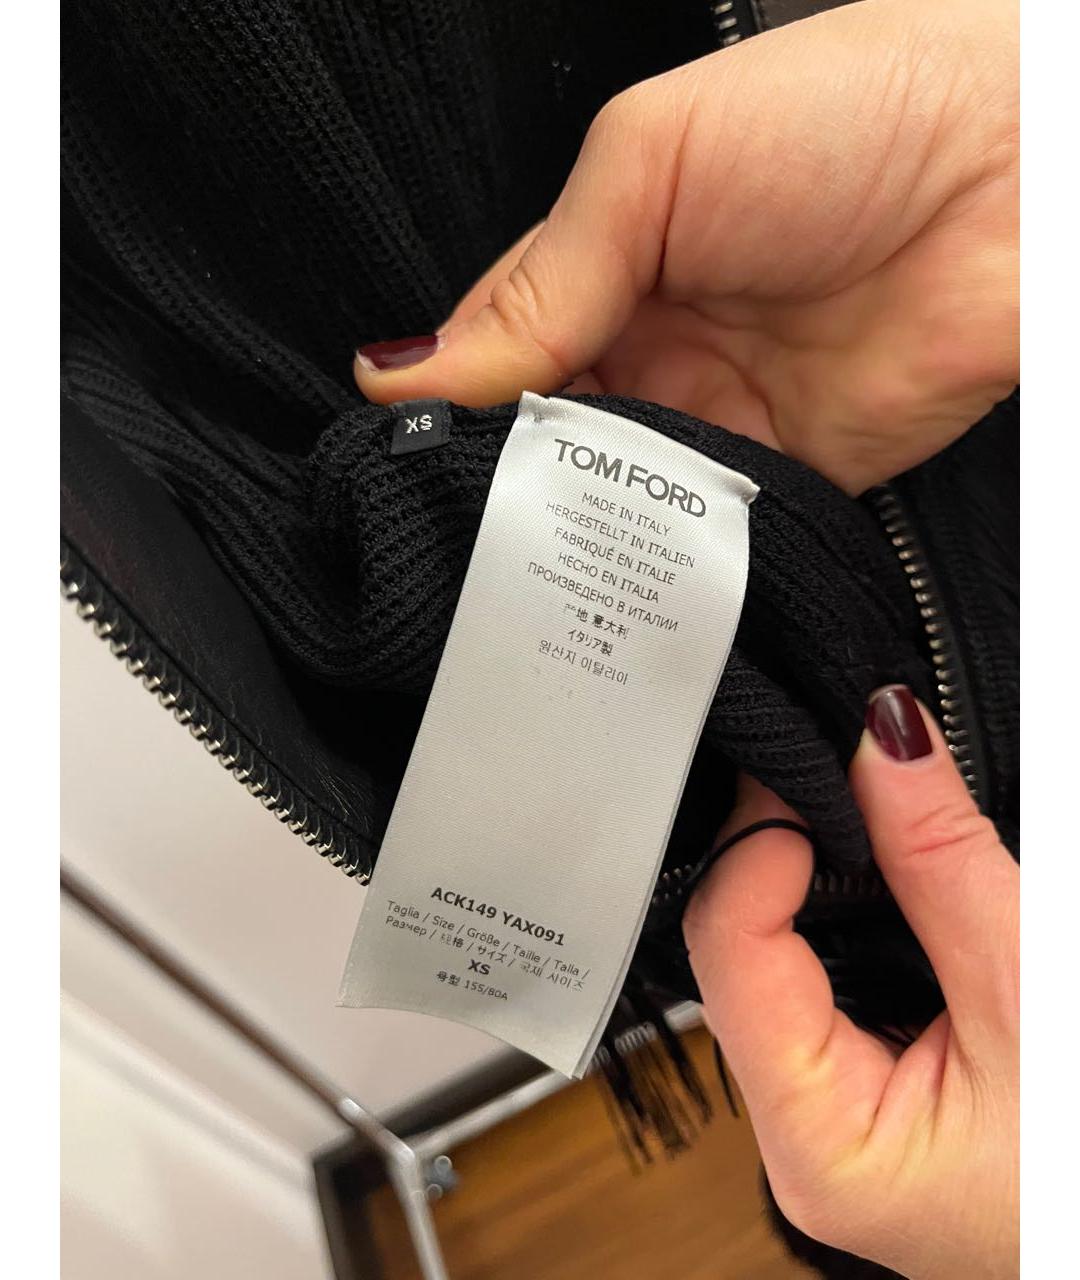 XS
TOM FORD
MADE IN ITALY
HERGESTELLT IN ITALIEN
FABRIQUÉ EN ITALIE
HECHO EN ITALIA
ПРОИЗВЕДЕНО В ИТАЛИИ
产地 意大利
イタリア製
원산지 이탈리아
ACK149 YAX091
Taglia / Size / Größe / Taille / Talla /
Размер / 规格 / サイズ / 국제 사이즈
XS
号型 155/80A